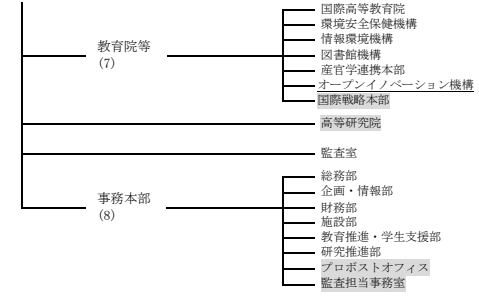 国際高等教育院
環境安全保健機構
情報環境機構
教育院等
(7)
図書館機構
産官学連携本部
オープンイノベーション機構
国際戦略本部
高等研究院
監査室
総務部
企画・情報部
事務本部
(8)
財務部
施設部
教育推進・学生支援部
研究推進部
プロボストオフィス
監査担当事務室